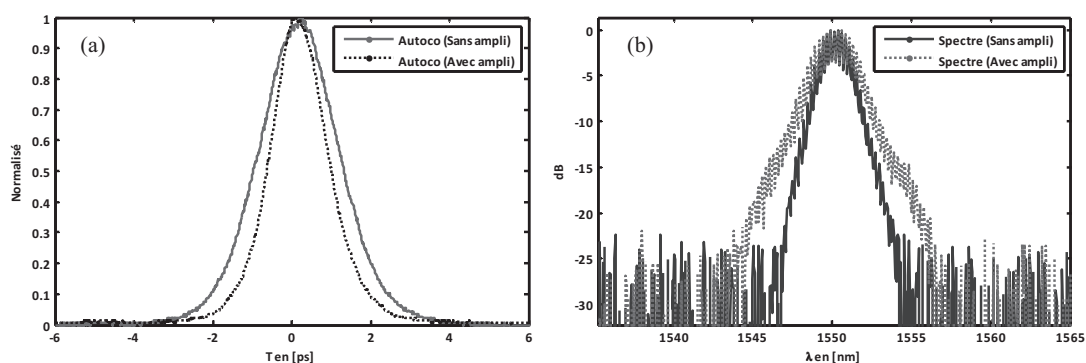 (a)
Autoco (Sans ampli)
Autoco (Avec ampli)
Normalisé
1
0.9
0.8
0.7
0.6
0.5
0.4
0.3
0.2
0.1
0
-6 -4 -2 0 2 4 6
T en [ps]
(b)
Spectre (Sans ampli)
Spectre (Avec ampli)
dB
0
-5
-10
-15
-20
-25
-30
1540 1545 1550 1555 1560 1565
λ en [nm]